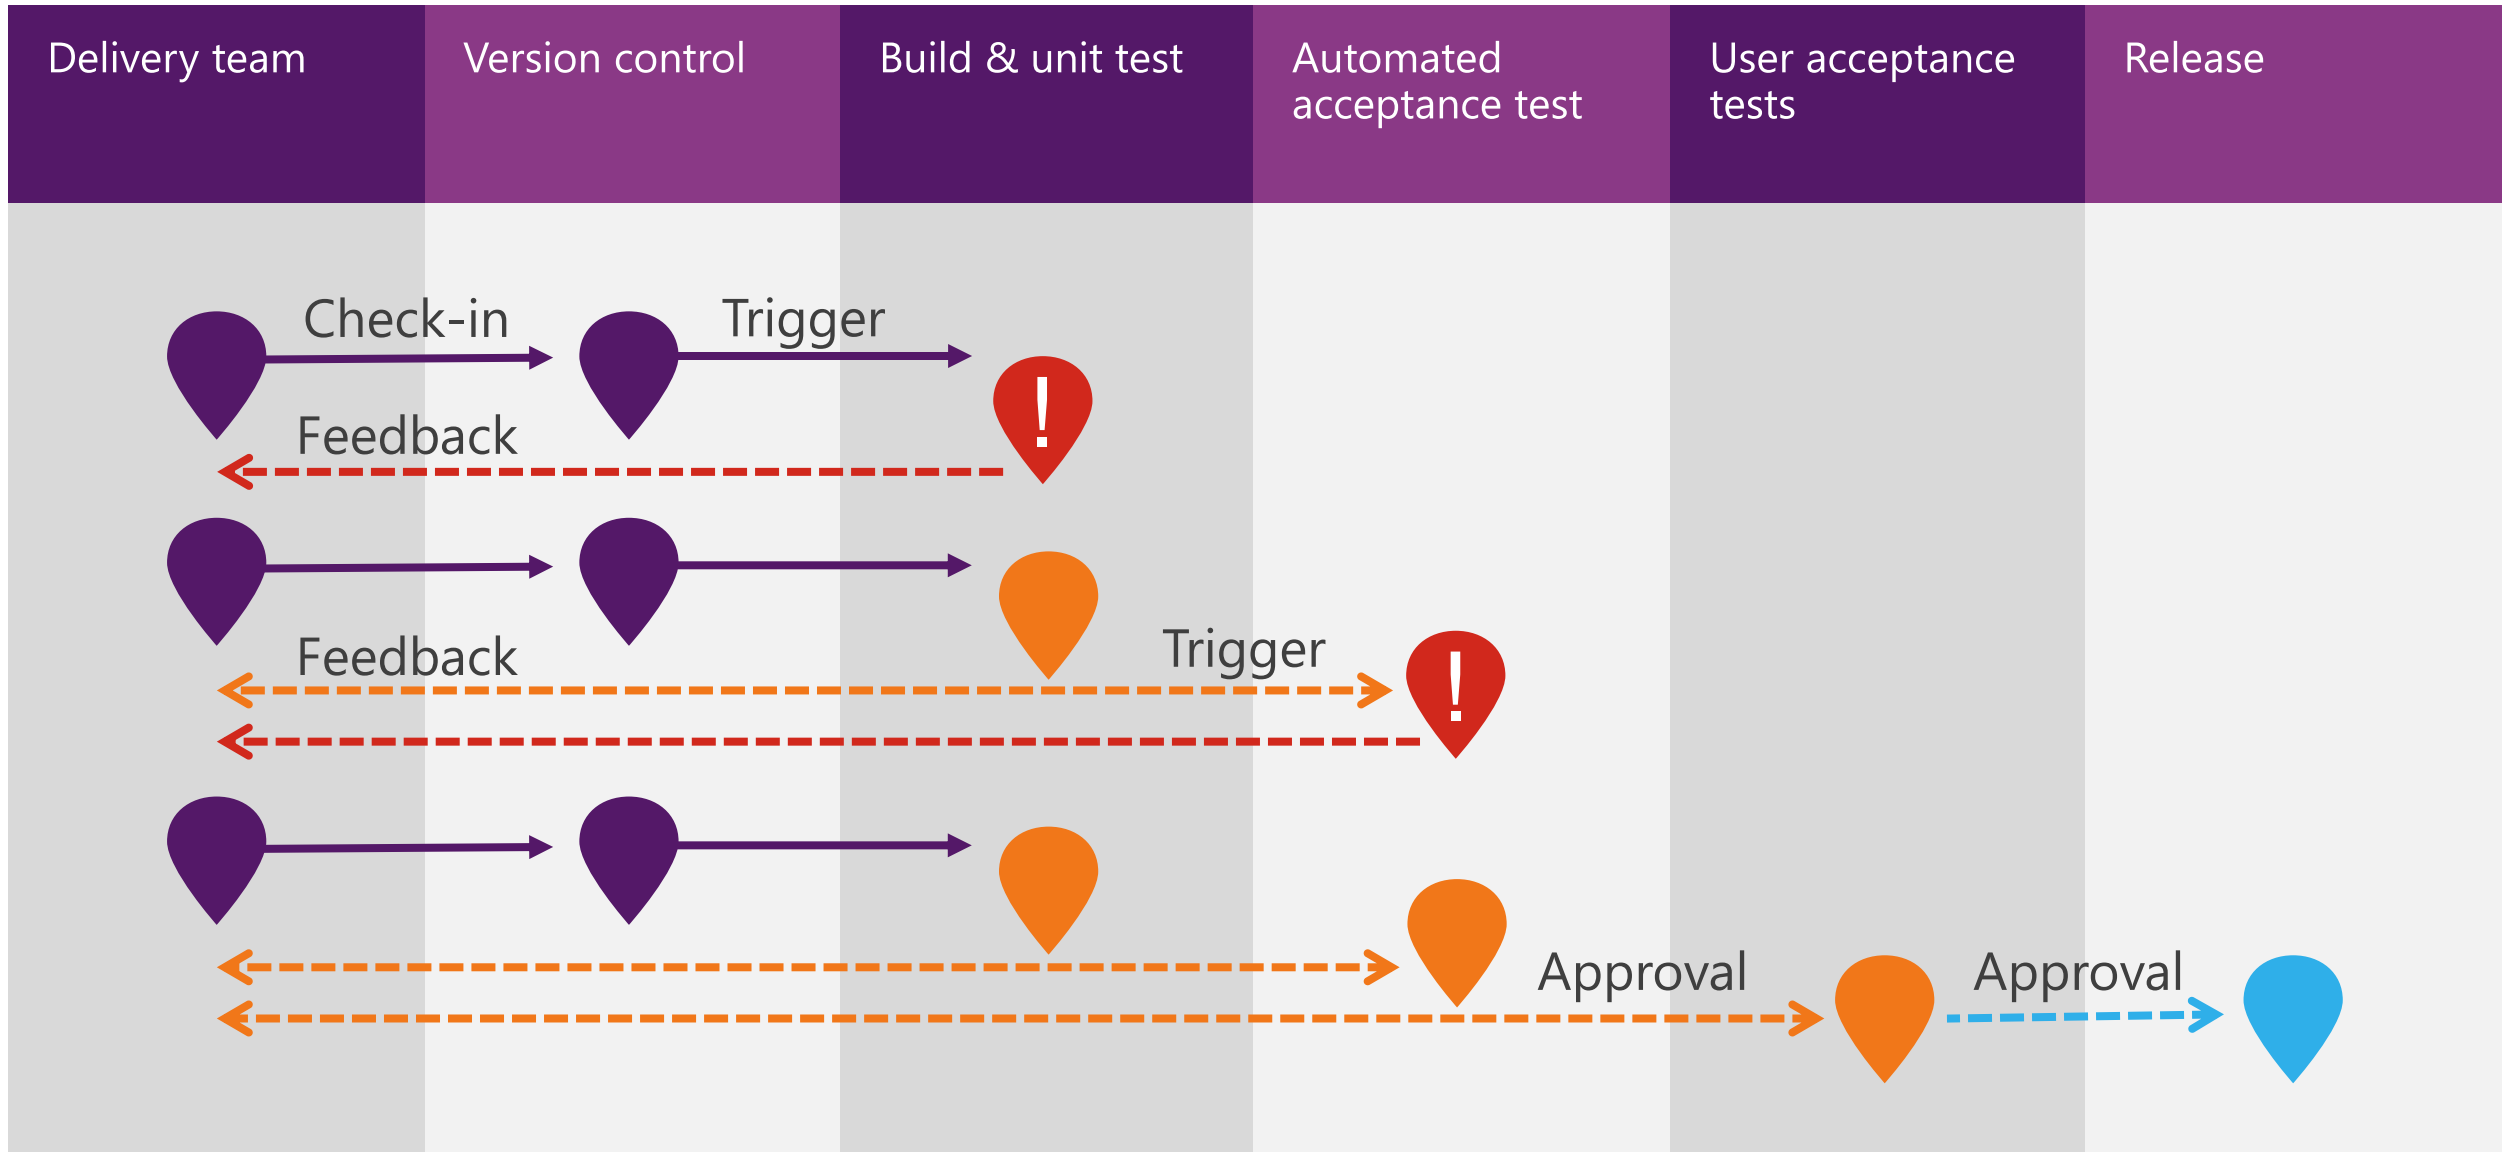 Delivery team
Version control
Build & unit test
Automated
acceptance test
User acceptance
tests
Release
Check-in
Trigger
!
Feedback
Feedback
Trigger
!
Approval
Approval